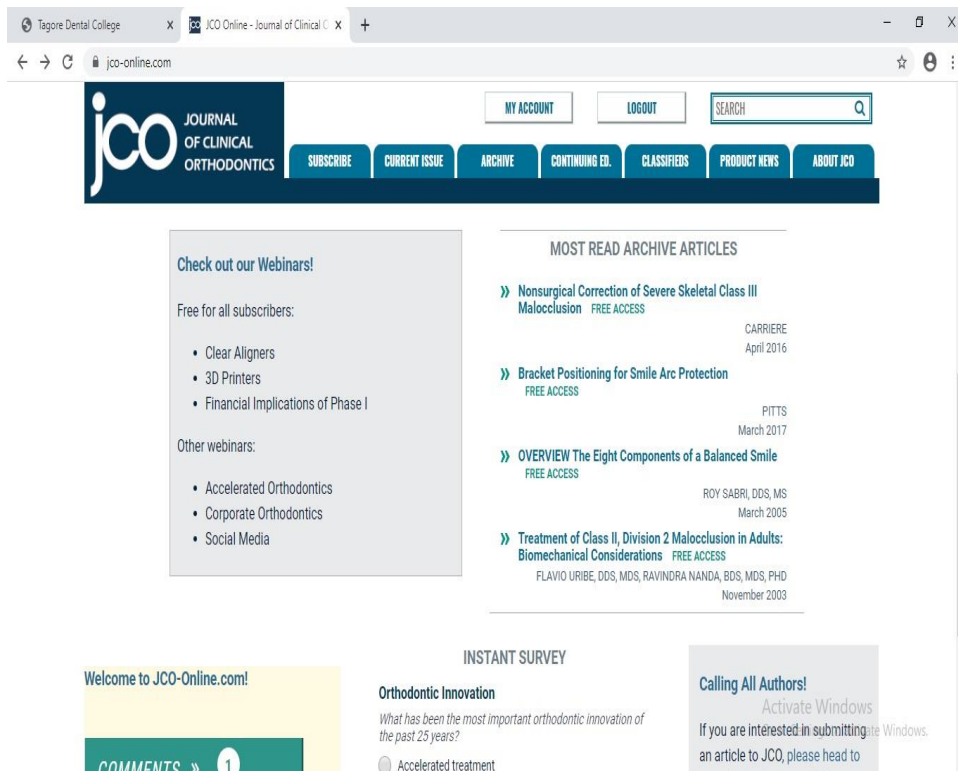 Tagore Dental College
JCO Online - Journal of Clinical O
jco-online.com
jco JOURNAL
OF CLINICAL
ORTHODONTICS
MY ACCOUNT
LOGOUT
SEARCH
SUBSCRIBE
CURRENT ISSUE
ARCHIVE
CONTINUING ED.
CLASSIFIEDS
PRODUCT NEWS
ABOUT JCO
Check out our Webinars!
Free for all subscribers:
• Clear Aligners
• 3D Printers
• Financial Implications of Phase I
Other webinars:
• Accelerated Orthodontics
• Corporate Orthodontics
• Social Media
MOST READ ARCHIVE ARTICLES
» Nonsurgical Correction of Severe Skeletal Class III
Malocclusion FREE ACCESS
CARRIERE
April 2016
» Bracket Positioning for Smile Arc Protection
FREE ACCESS
PITTS
March 2017
» OVERVIEW The Eight Components of a Balanced Smile
FREE ACCESS
ROY SABRI, DDS, MS
March 2005
» Treatment of Class II, Division 2 Malocclusion in Adults:
Biomechanical Considerations FREE ACCESS
FLAVIO URIBE, DDS, MDS, RAVINDRA NANDA, BDS, MDS, PHD
November 2003
Welcome to JCO-Online.com!
COMMENTS » 1
INSTANT SURVEY
Orthodontic Innovation
What has been the most important orthodontic innovation of
the past 25 years?
Accelerated treatment
Calling All Authors!
Activate Windows
If you are interested in submitting
Windows.
an article to JCO, please head to